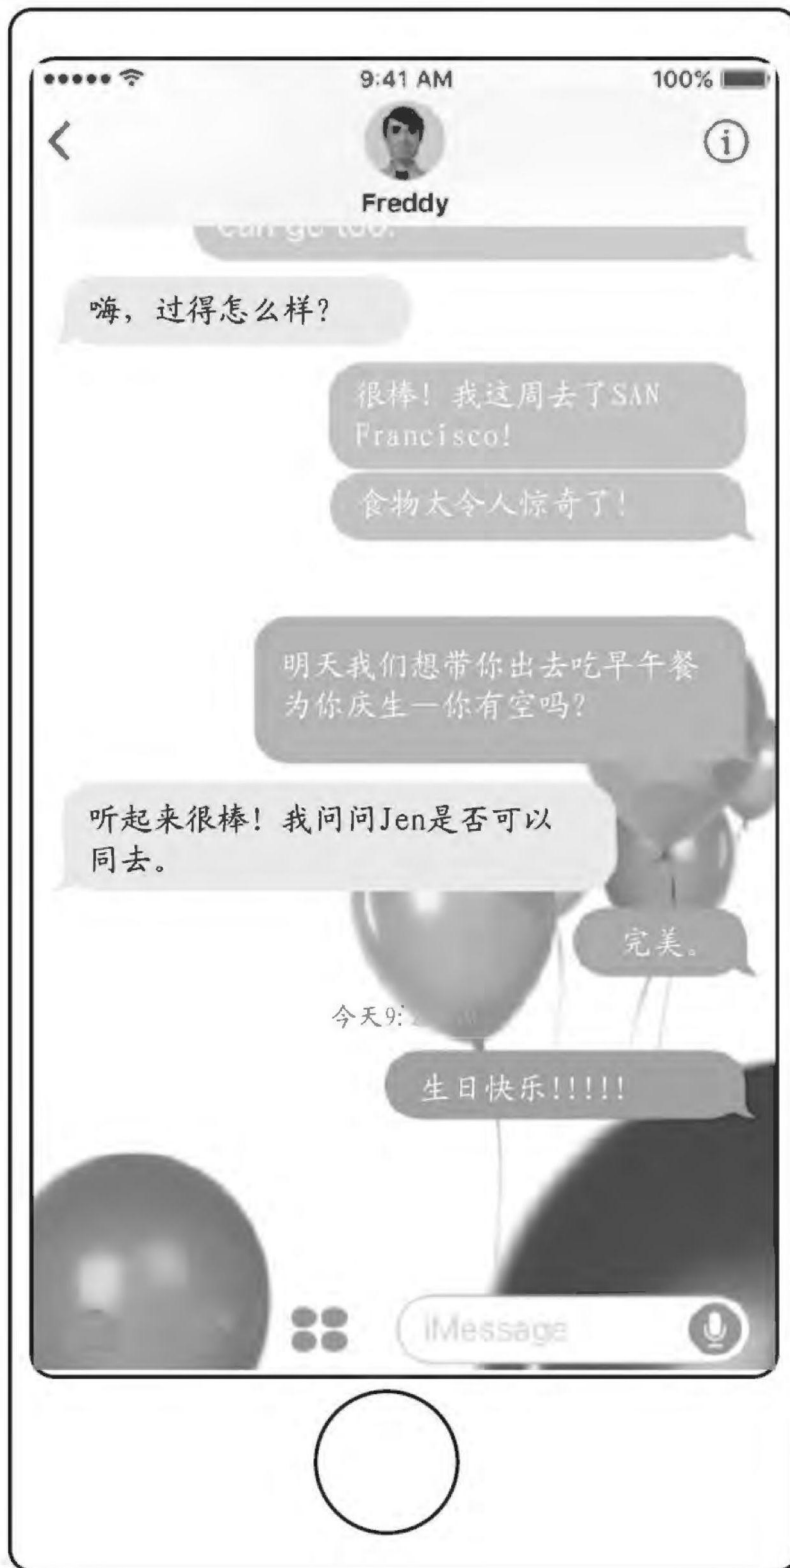 9:41 AM
100%
Freddy
can go too.
嗨，过得怎么样？
很棒！我这周去了SAN
Francisco!
食物太令人惊奇了！
明天我们想带你出去吃早午餐
为你庆生—你有空吗？
听起来很棒！我问问Jen是否可以
同去。
完美。
今天9:
生日快乐!!!!!
iMessage